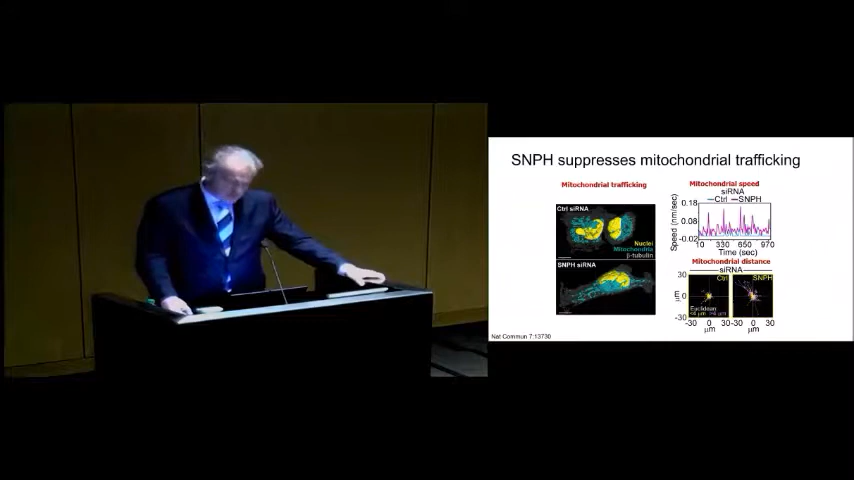 SNPH suppresses mitochondrial trafficking
Mitochondrial trafficking
Ctrl siRNA
Nuclei
Mitochondria
β-tubulin
SNPH siRNA
Mitochondrial speed
siRNA
Ctrl SNPH
Speed (nm/sec)
0.18
0.08
-0.02
10 330 650 970
Time (sec)
Mitochondrial distance
siRNA
Ctrl SNPH
Euclidean
µm
30
0
-30
-30 0 30 -30 0 30
µm µm
Nat Commun 7:13730